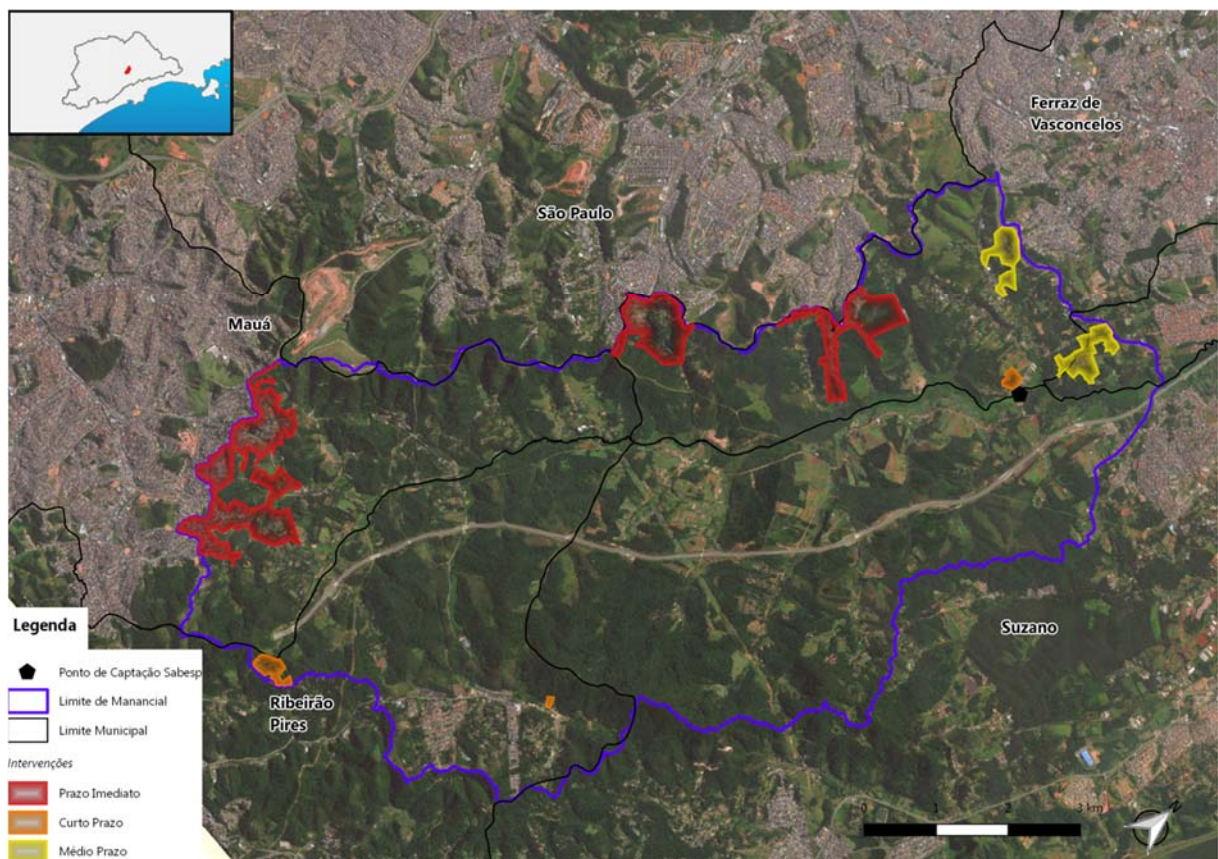 Ferraz de
Vasconcelos
São Paulo
Mauá
Suzano
Ribeirão
Pires
Legenda
Ponto de Captação Sabesp
Limite de Manancial
Limite Municipal
Intervenções
Prazo Imediato
Curto Prazo
Médio Prazo
0 1 2 3 km
N